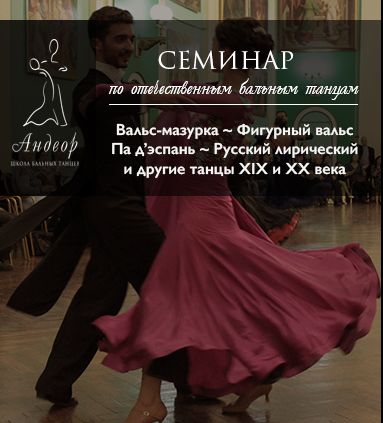 СЕМИНАР
по отечественным бальным танцам
Вальс-мазурка ~ Фигурный вальс
Па д'эспань ~ Русский лирический
и другие танцы XIX и XX века
Андеор
ШКОЛА БАЛЬНЫХ ТАНЦЕВ